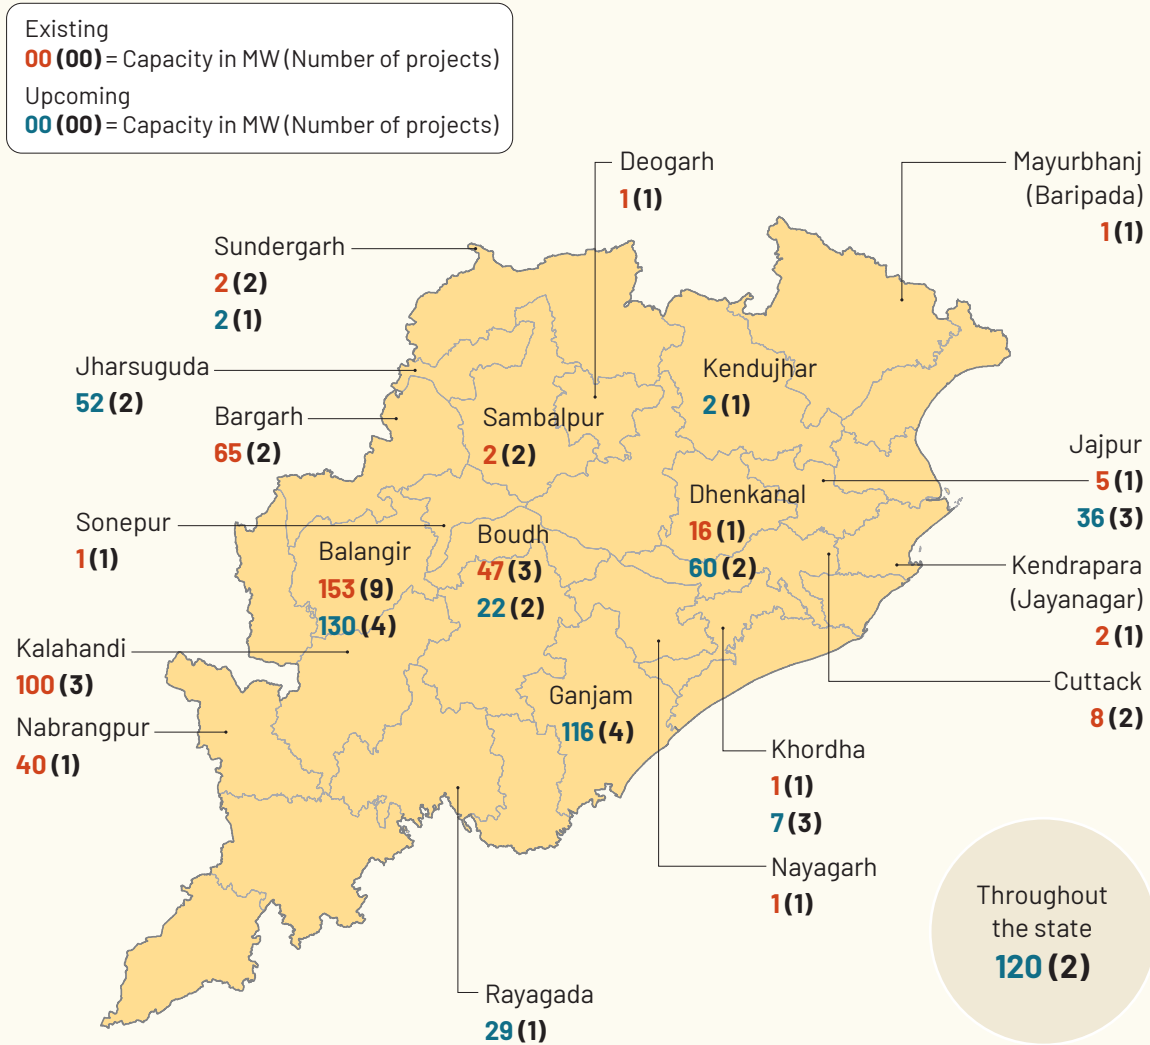 Existing
00 (00) = Capacity in MW (Number of projects)
Upcoming
00 (00) = Capacity in MW (Number of projects)
Deogarh
1 (1)
Mayurbhanj
(Baripada)
1 (1)
Sundergarh
2 (2)
2 (1)
Jharsuguda
52 (2)
Bargarh
65 (2)
Sambalpur
2 (2)
Kendujhar
2 (1)
Jajpur
5 (1)
36 (3)
Sonepur
1 (1)
Balangir
153 (9)
130 (4)
Boudh
47 (3)
22 (2)
Dhenkanal
16 (1)
60 (2)
Kendrapara
(Jayanagar)
2 (1)
Kalahandi
100 (3)
Nabrangpur
40 (1)
Ganjam
116 (4)
Cuttack
8 (2)
Khordha
1 (1)
7 (3)
Nayagarh
1 (1)
Throughout
the state
120 (2)
Rayagada
29 (1)